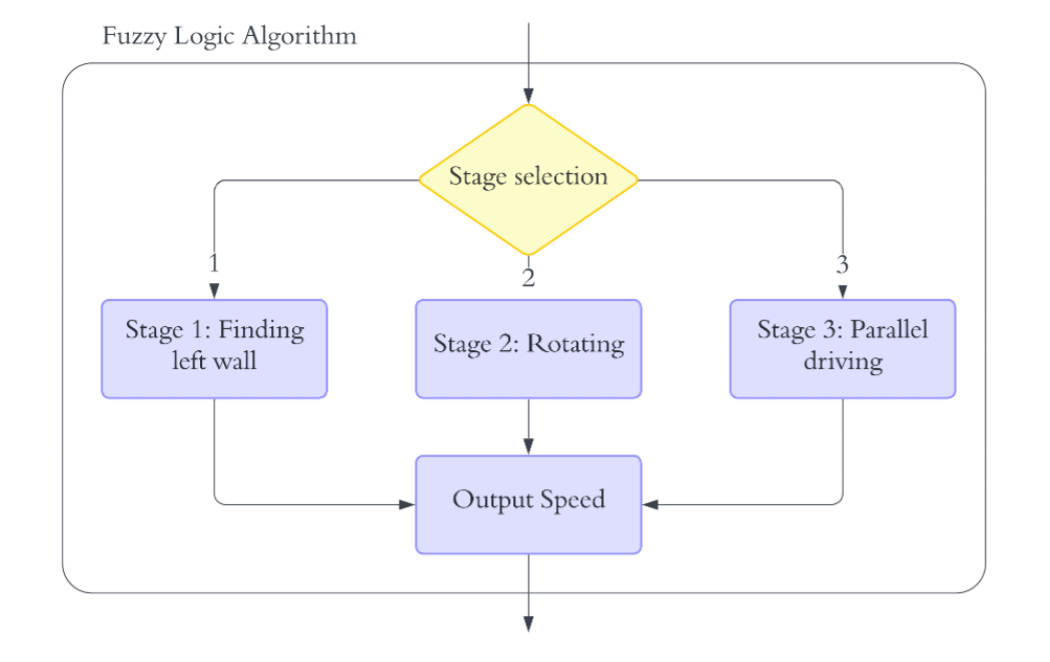 Fuzzy Logic Algorithm
Stage selection
1
2
3
Stage 1: Finding
left wall
Stage 2: Rotating
Stage 3: Parallel
driving
Output Speed